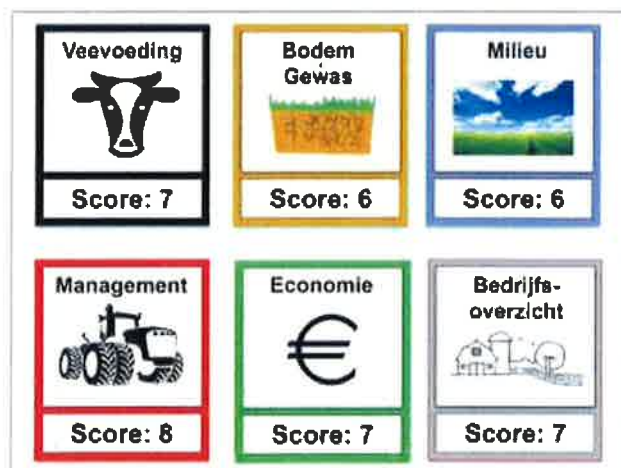 Veevoeding
Score: 7
Bodem
Gewas
Score: 6
Milieu
Score: 6
Management
Score: 8
Economie
€
Score: 7
Bedrijfs-
overzicht
Score: 7